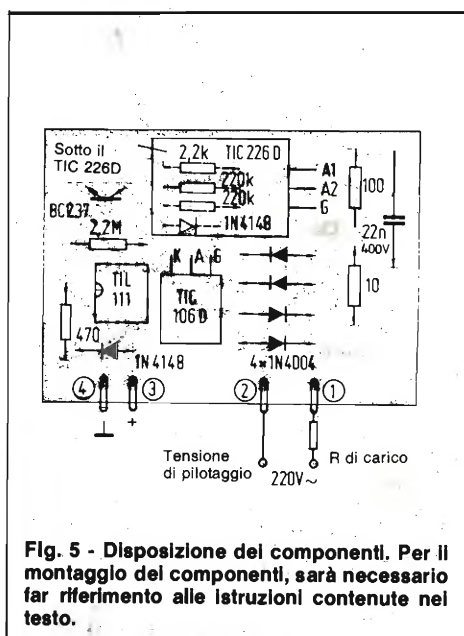 Sotto il
TIC 226D
2,2k
TIC 226 D
220k
220k
1N4148
A1
A2
G
100
22n
400V
10
BC237
2,2M
TIL
111
K A G
TIC
106 D
470
1N4148
4×1N4004
4
3
2
1
+
Tensione
di pilotaggio
220V~
R di carico
Fig. 5 - Disposizione dei componenti. Per il
montaggio dei componenti, sarà necessario
far riferimento alle istruzioni contenute nel
testo.